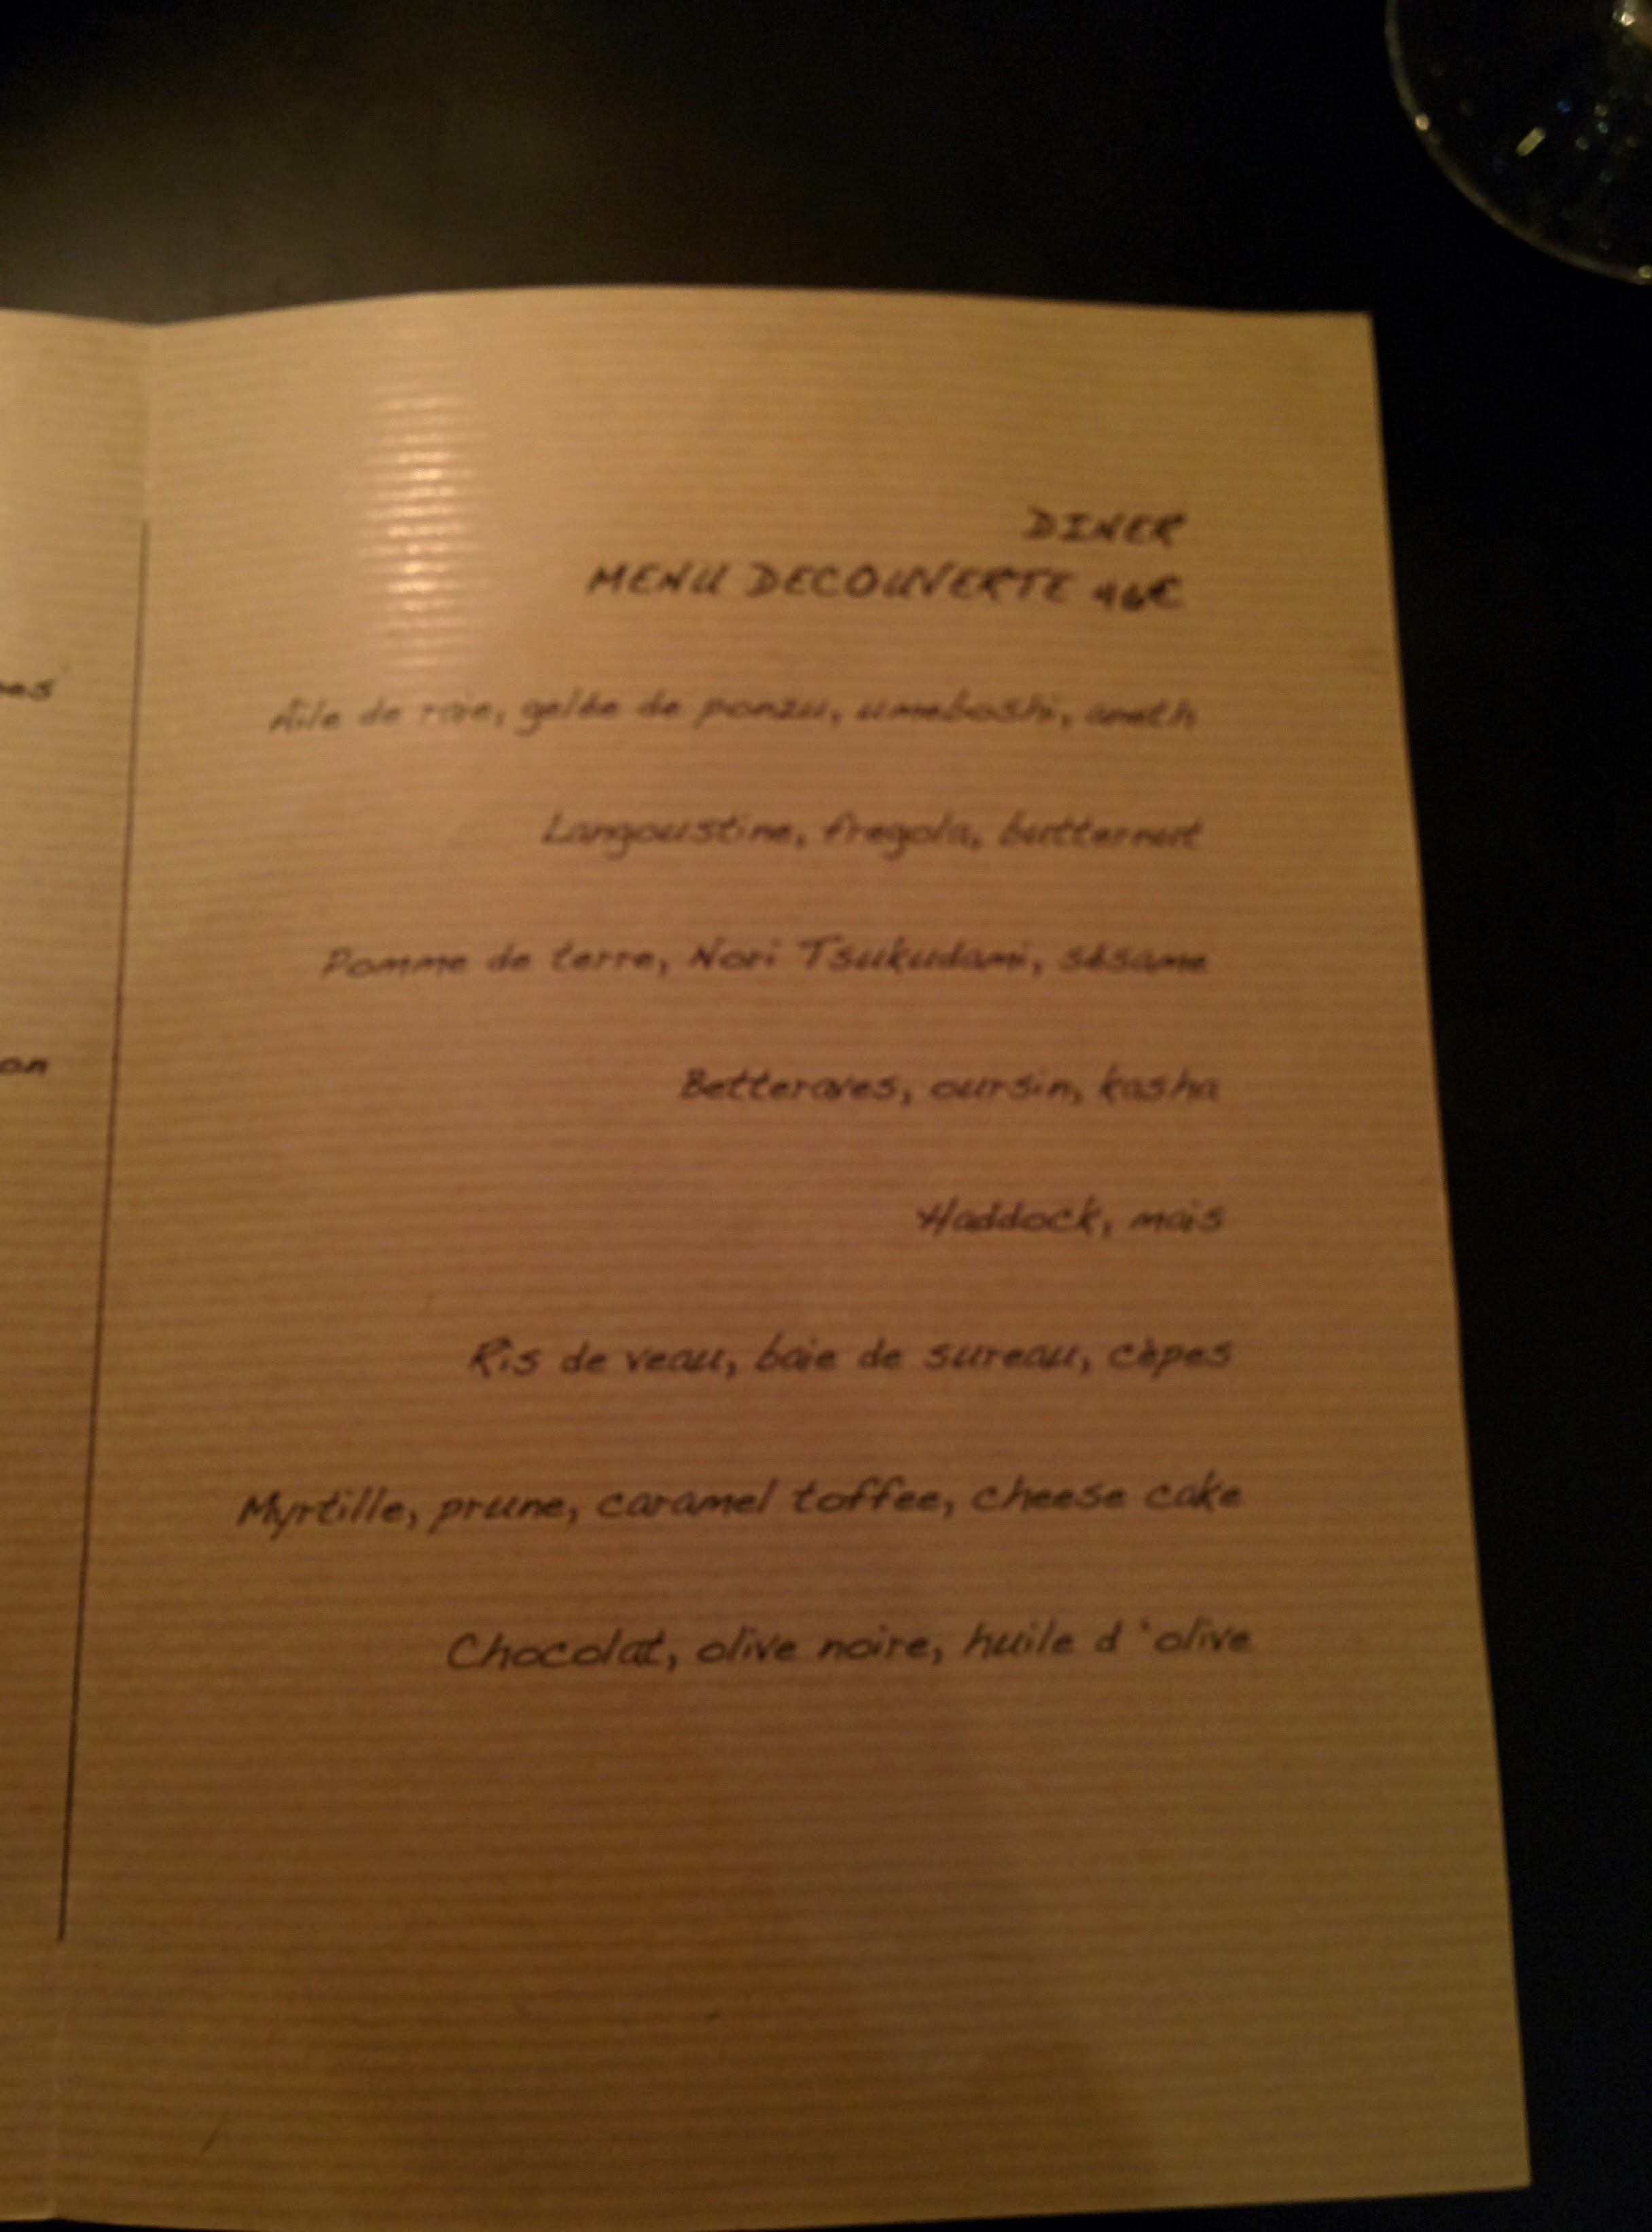 DINER
MENU DECOUVERTE 46€
Aile de raie, gelée de ponzu, umeboshi, aneth
Langoustine, fregola, butternut
Pomme de terre, Nori Tsukudami, sésame
Betteraves, oursin, kasha
Haddock, maïs
Ris de veau, baie de sureau, cèpes
Myrtille, prune, caramel toffee, cheese cake
Chocolat, olive noire, huile d'olive